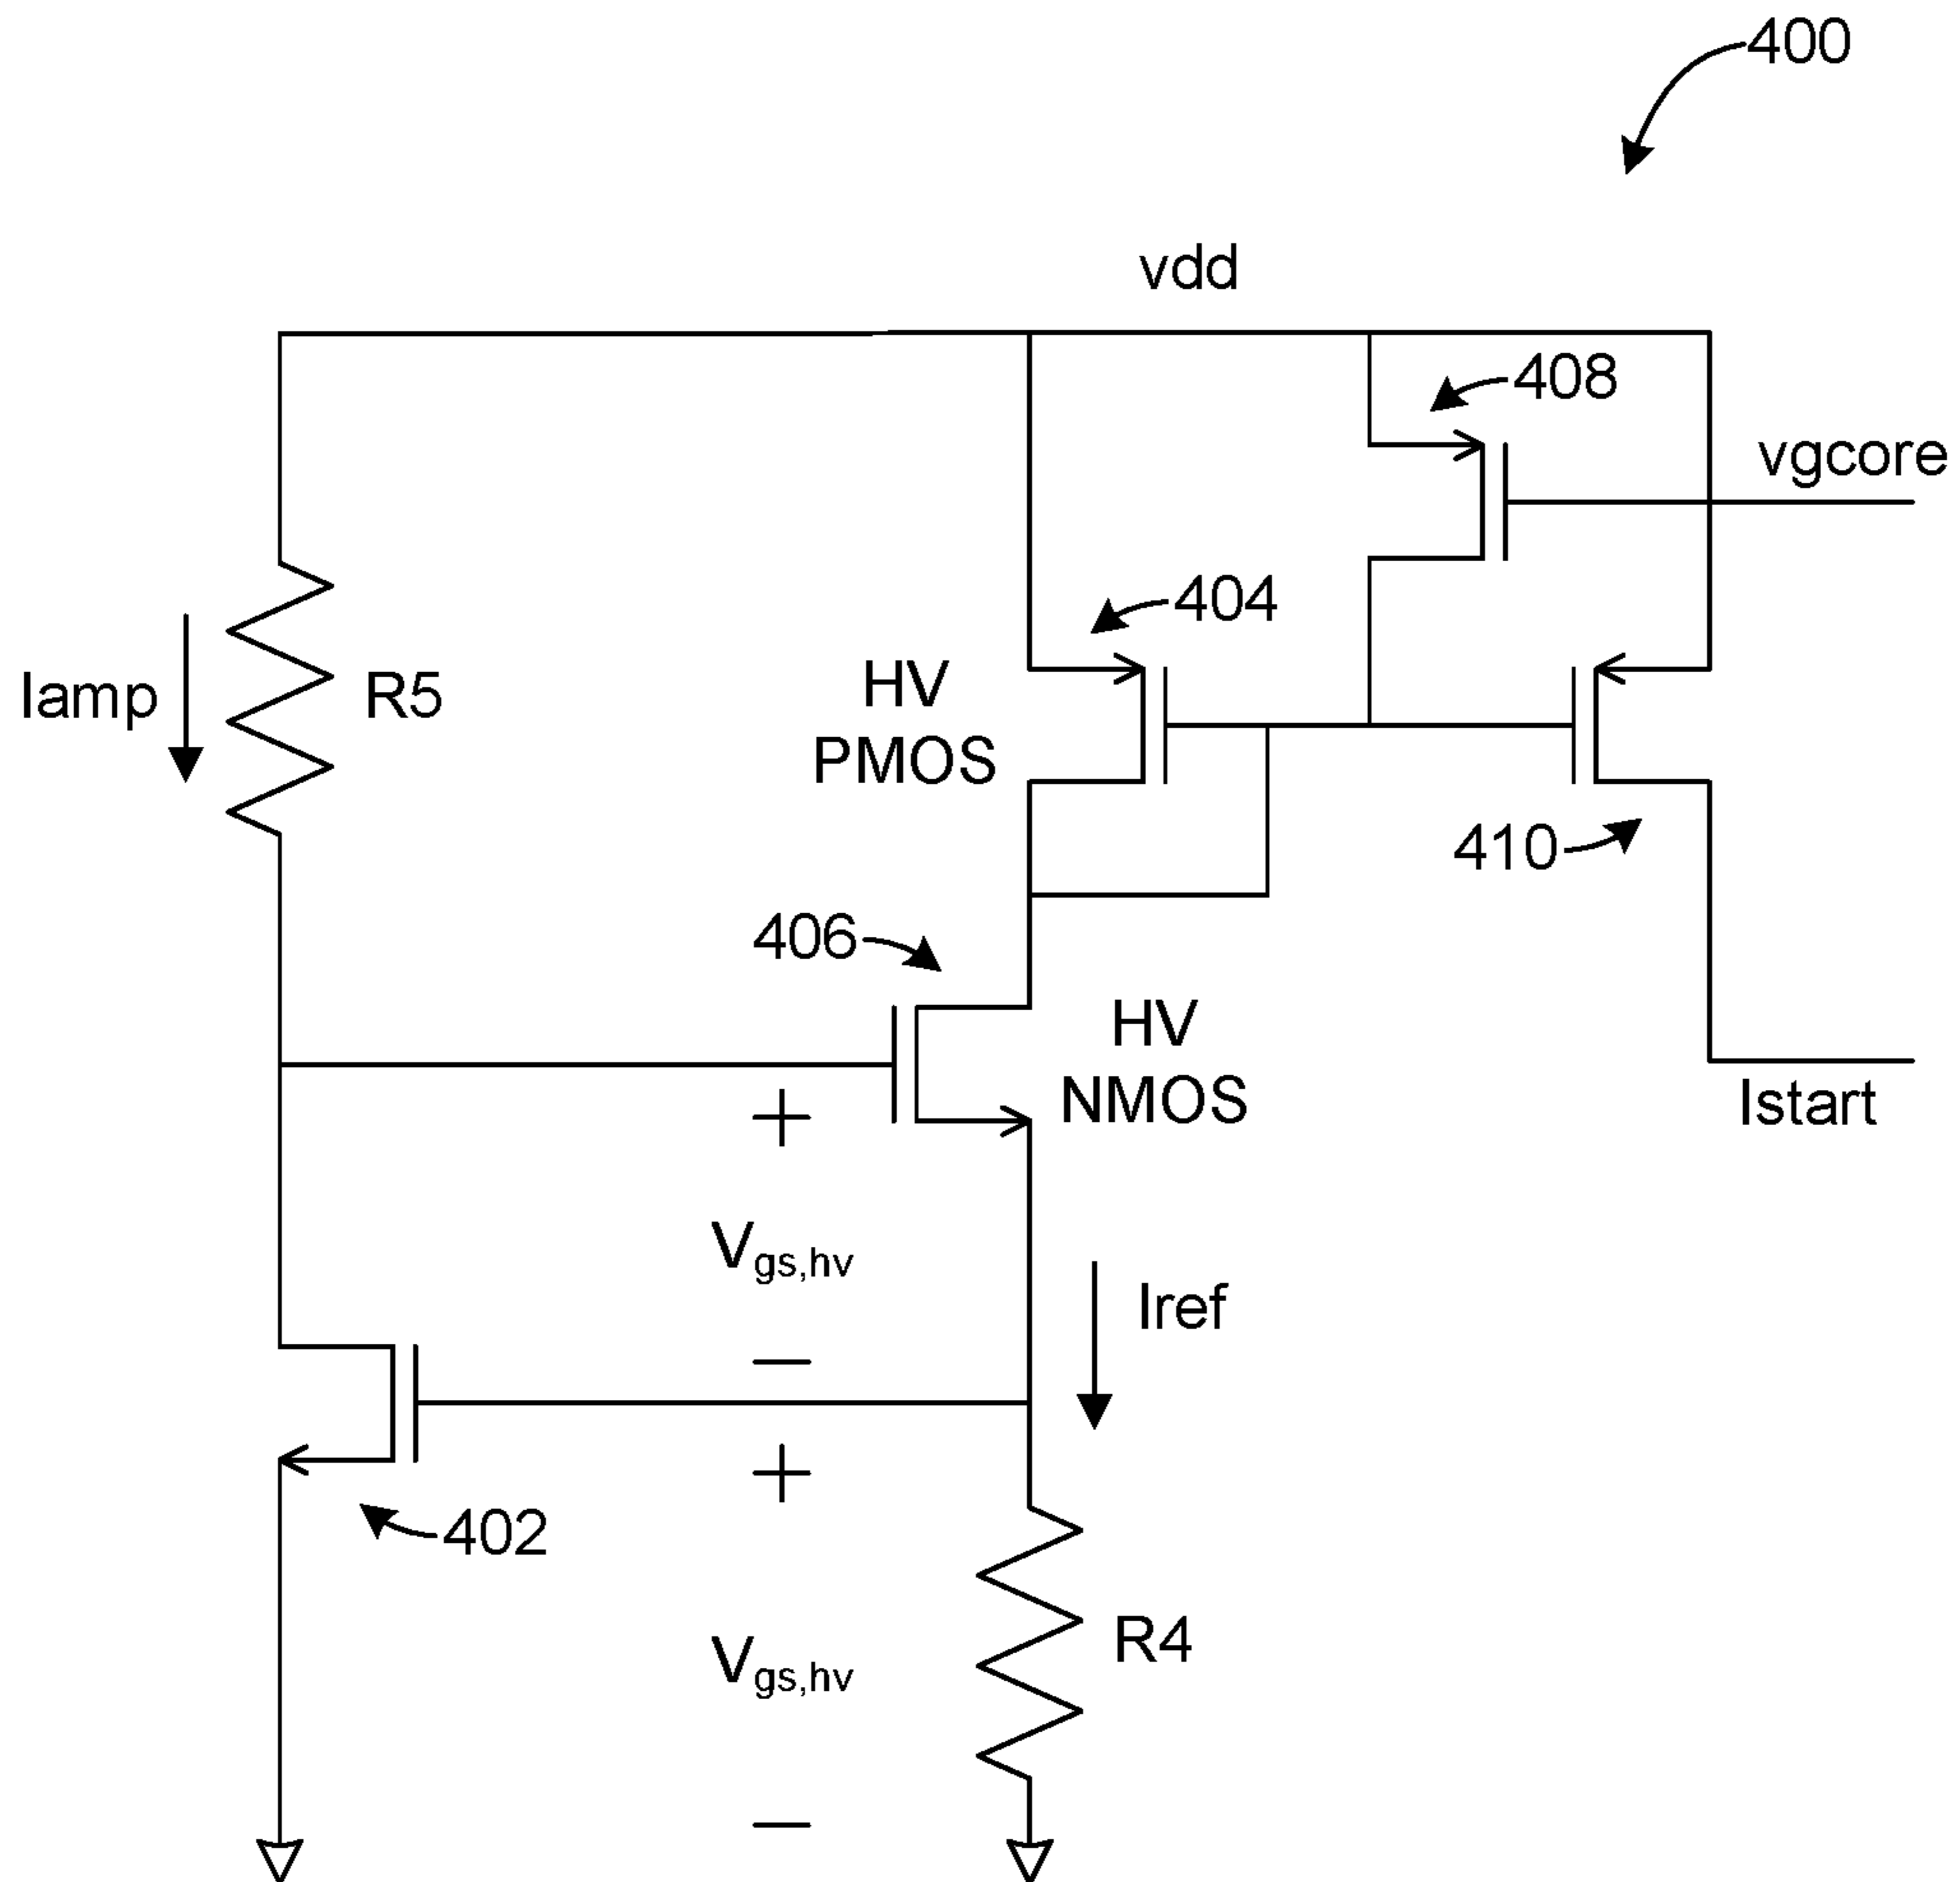 400
vdd
408
vgcore
404
HV
PMOS
Iamp
R5
410
406
HV
NMOS
Istart
+
Vgs,hv
Iref
–
+
402
R4
Vgs,hv
–